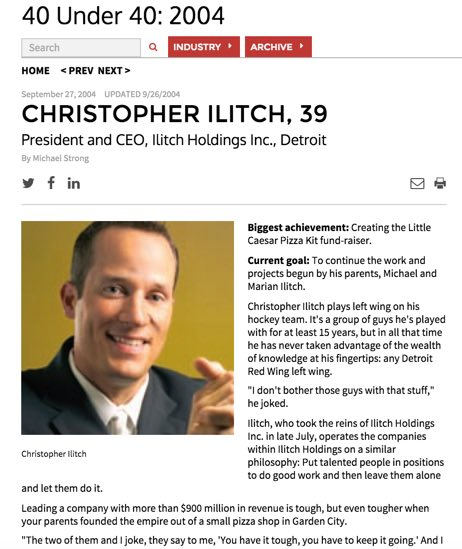 40 Under 40: 2004
Search
INDUSTRY
ARCHIVE
HOME < PREV NEXT >
September 27, 2004 UPDATED 9/26/2004
CHRISTOPHER ILITCH, 39
President and CEO, Ilitch Holdings Inc., Detroit
By Michael Strong
Biggest achievement: Creating the Little
Caesar Pizza Kit fund-raiser.
Current goal: To continue the work and
projects begun by his parents, Michael and
Marian Ilitch.
Christopher Ilitch plays left wing on his
hockey team. It's a group of guys he's played
with for at least 15 years, but in all that time
he has never taken advantage of the wealth
of knowledge at his fingertips: any Detroit
Red Wing left wing.
"I don't bother those guys with that stuff,"
he joked.
Ilitch, who took the reins of Ilitch Holdings
Inc. in late July, operates the companies
within Ilitch Holdings on a similar
philosophy: Put talented people in positions
to do good work and then leave them alone
and let them do it.
Christopher Ilitch
Leading a company with more than $900 million in revenue is tough, but even tougher when
your parents founded the empire out of a small pizza shop in Garden City.
"The two of them and I joke, they say to me, 'You have it tough, you have to keep it going.' And I